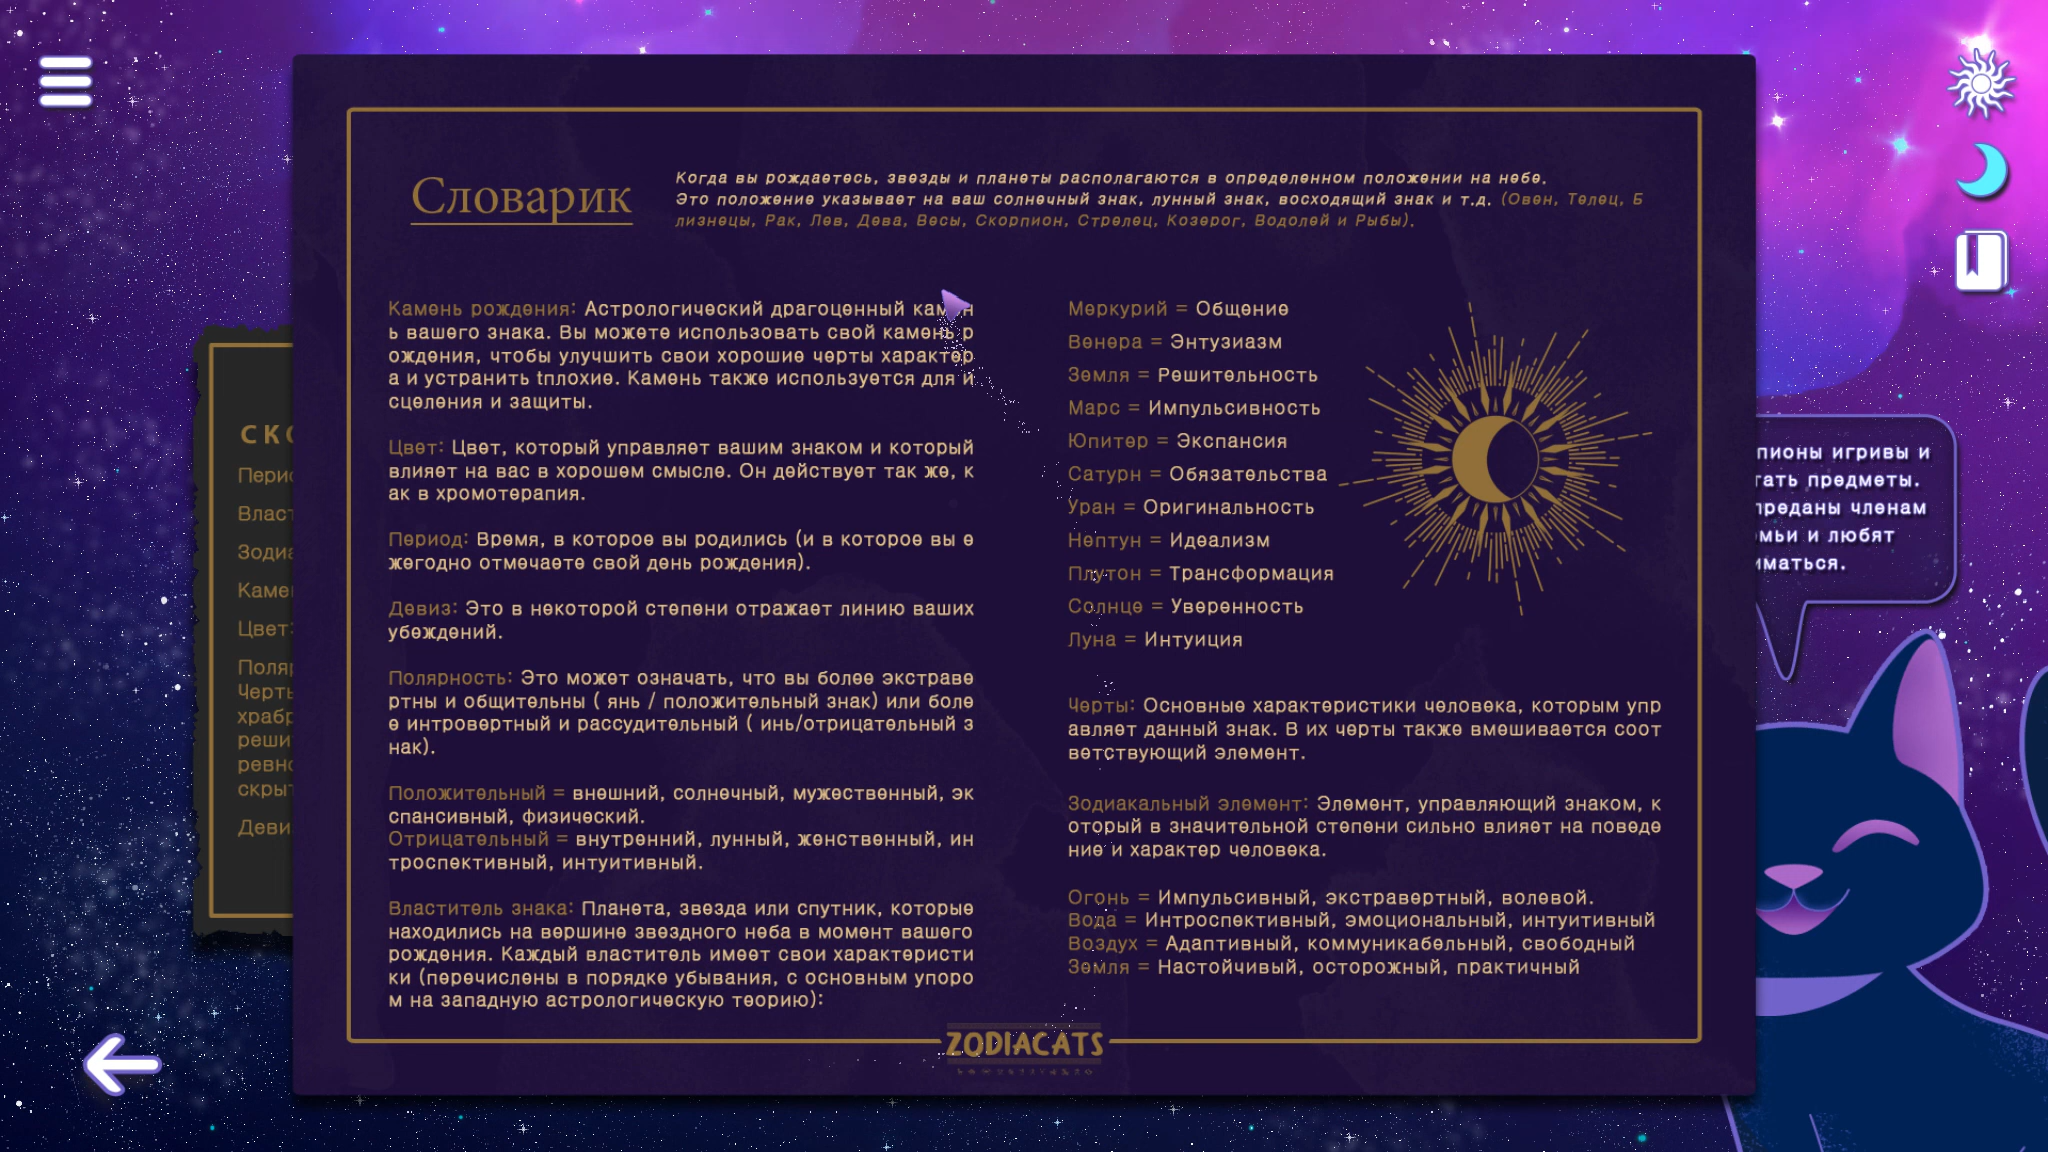 Словарик
Когда вы рождаетесь, звезды и планеты располагаются в определенном положении на небе.
Это положение указывает на ваш солнечный знак, лунный знак, восходящий знак и т.д. (Овен, Телец, Б
лизнецы, Рак, Лев, Дева, Весы, Скорпион, Стрелец, Козерог, Водолей и Рыбы).
Камень рождения: Астрологический драгоценный камен
ь вашего знака. Вы можете использовать свой камень р
ождения, чтобы улучшить свои хорошие черты характер
а и устранить tплохие. Камень также используется для и
сцеления и защиты.
Цвет: Цвет, который управляет вашим знаком и который
влияет на вас в хорошем смысле. Он действует так же, к
ак в хромотерапия.
Период: Время, в которое вы родились (и в которое вы е
жегодно отмечаете свой день рождения).
Девиз: Это в некоторой степени отражает линию ваших
убеждений.
Полярность: Это может означать, что вы более экстраве
ртны и общительны ( янь / положительный знак) или боле
е интровертный и рассудительный ( инь/отрицательный з
нак).
Положительный = внешний, солнечный, мужественный, эк
спансивный, физический.
Отрицательный = внутренний, лунный, женственный, ин
троспективный, интуитивный.
Властитель знака: Планета, звезда или спутник, которые
находились на вершине звездного неба в момент вашего
рождения. Каждый властитель имеет свои характеристи
ки (перечислены в порядке убывания, с основным упоро
м на западную астрологическую теорию):
Меркурий = Общение
Венера = Энтузиазм
Земля = Решительность
Марс = Импульсивность
Юпитер = Экспансия
Сатурн = Обязательства
Уран = Оригинальность
Нептун = Идеализм
Плутон = Трансформация
Солнце = Уверенность
Луна = Интуиция
Черты: Основные характеристики человека, которым упр
авляет данный знак. В их черты также вмешивается соот
ветствующий элемент.
Зодиакальный элемент: Элемент, управляющий знаком, к
оторый в значительной степени сильно влияет на поведе
ние и характер человека.
Огонь = Импульсивный, экстравертный, волевой.
Вода = Интроспективный, эмоциональный, интуитивный
Воздух = Адаптивный, коммуникабельный, свободный
Земля = Настойчивый, осторожный, практичный
ZODIACATS
СКО
Перио
Власт
Зодиа
Камен
Цвет:
Поляр
Черты
храбр
реши
ревно
скрыт
Деви
пионы игривы и
тать предметы.
преданы членам
мьи и любят
иматься.